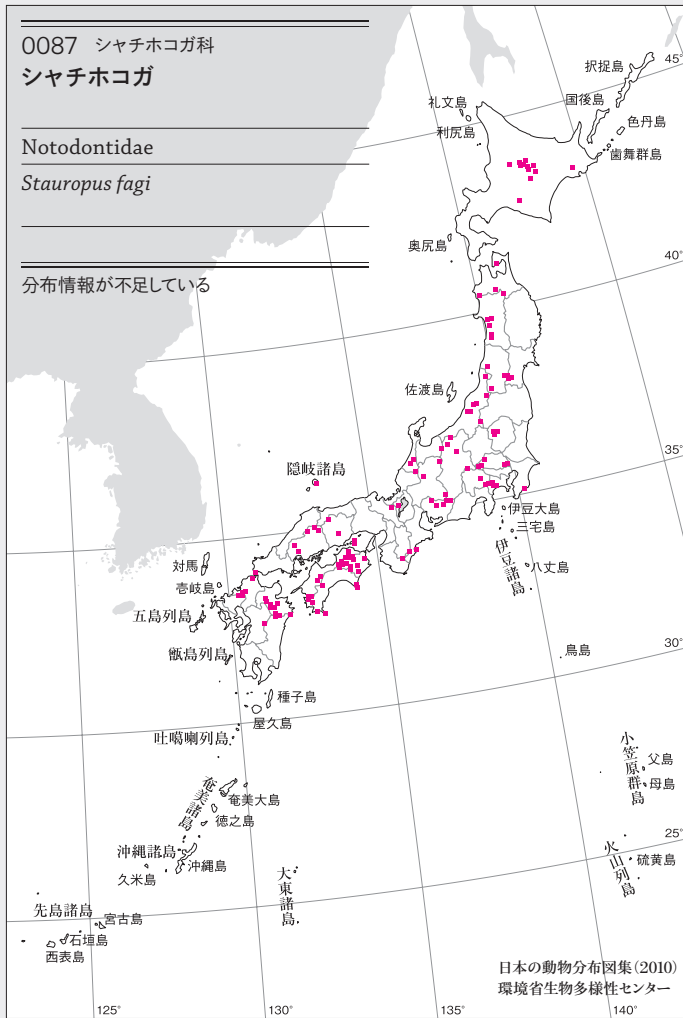 0087 シャチホコガ科
シャチホコガ
Notodontidae
Stauropus fagi
分布情報が不足している
択捉島
45°
国後島
礼文島
色丹島
利尻島
歯舞群島
奥尻島
40°
佐渡島
35°
隠岐諸島
伊豆大島
三宅島
伊豆諸島
八丈島
対馬
壱岐島
五島列島
甑島列島
鳥島
30°
種子島
屋久島
吐噶喇列島
小笠原群島
父島
母島
奄美諸島
奄美大島
徳之島
25°
沖縄諸島
沖縄島
久米島
火山列島
硫黄島
大東諸島
先島諸島
宮古島
石垣島
西表島
日本の動物分布図集(2010)
環境省生物多様性センター
125°
130°
135°
140°